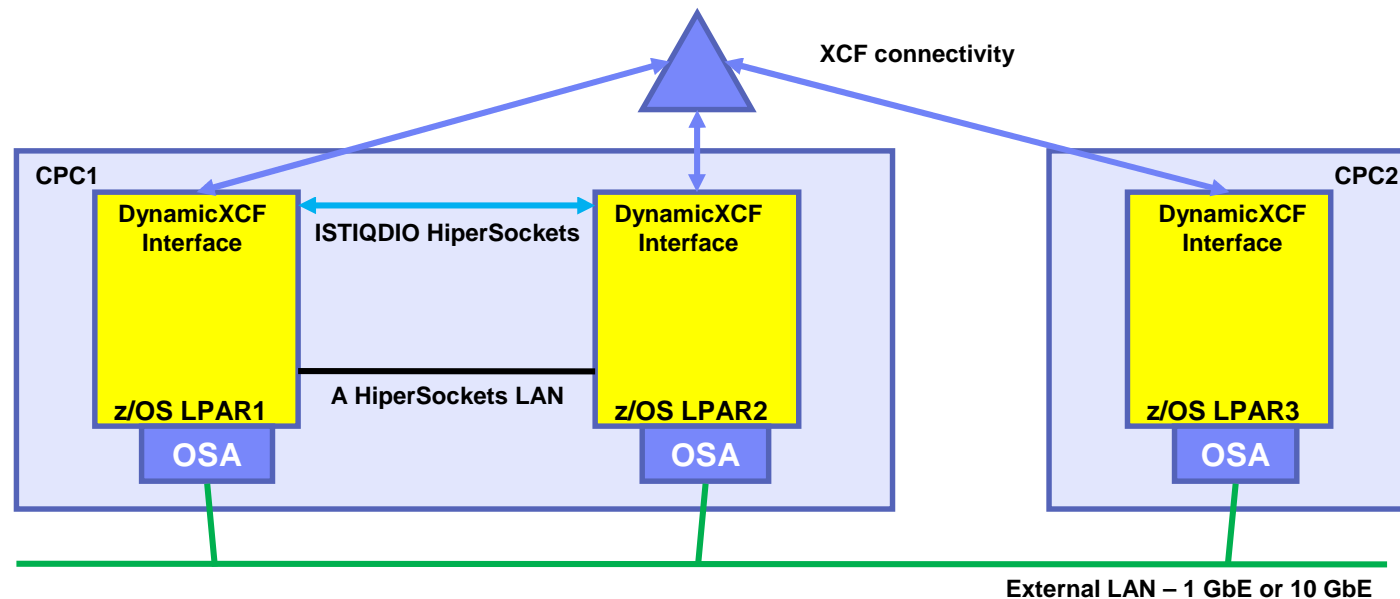 XCF connectivity
CPC1
CPC2
DynamicXCF
Interface
ISTIQDIO HiperSockets
DynamicXCF
Interface
DynamicXCF
Interface
A HiperSockets LAN
z/OS LPAR1
z/OS LPAR2
z/OS LPAR3
OSA
OSA
OSA
External LAN – 1 GbE or 10 GbE